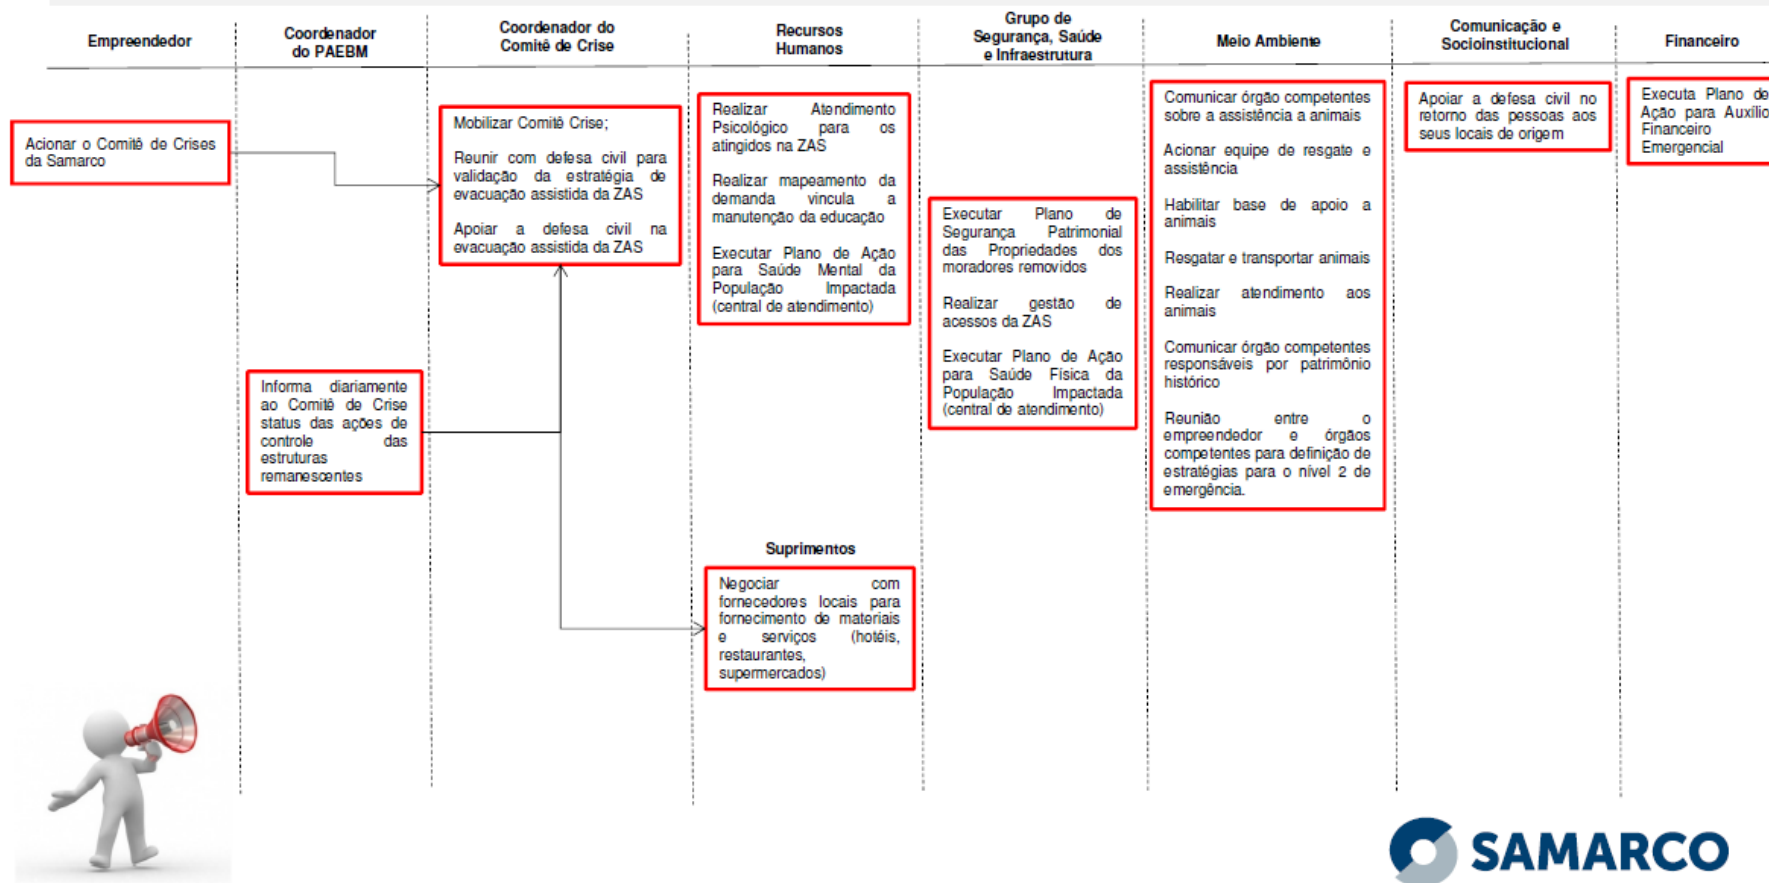 Empreendedor
Coordenador
do PAEBM
Coordenador do
Comitê de Crise
Recursos
Humanos
Grupo de
Segurança, Saúde
e Infraestrutura
Meio Ambiente
Comunicação e
Socioinstitucional
Financeiro
Acionar o Comitê de Crises
da Samarco
Informa diariamente
ao Comitê de Crise
status das ações de
controle das
estruturas
remanescentes
Mobilizar Comitê Crise;
Reunir com defesa civil para
validação da estratégia de
evacuação assistida da ZAS
Apoiar a defesa civil na
evacuação assistida da ZAS
Realizar Atendimento
Psicológico para os
atingidos na ZAS
Realizar mapeamento da
demanda vincula a
manutenção da educação
Executar Plano de Ação
para Saúde Mental da
População Impactada
(central de atendimento)
Suprimentos
Negociar com
fornecedores locais para
fornecimento de materiais
e serviços (hotéis,
restaurantes,
supermercados)
Executar Plano de
Segurança Patrimonial
das Propriedades dos
moradores removidos
Realizar gestão de
acessos da ZAS
Executar Plano de Ação
para Saúde Física da
População Impactada
(central de atendimento)
Comunicar órgão competentes
sobre a assistência a animais
Acionar equipe de resgate e
assistência
Habilitar base de apoio a
animais
Resgatar e transportar animais
Realizar atendimento aos
animais
Comunicar órgão competentes
responsáveis por patrimônio
histórico
Reunião entre o
empreendedor e órgãos
competentes para definição de
estratégias para o nível 2 de
emergência.
Apoiar a defesa civil no
retorno das pessoas aos
seus locais de origem
Executa Plano de
Ação para Auxílio
Financeiro
Emergencial
SAMARCO